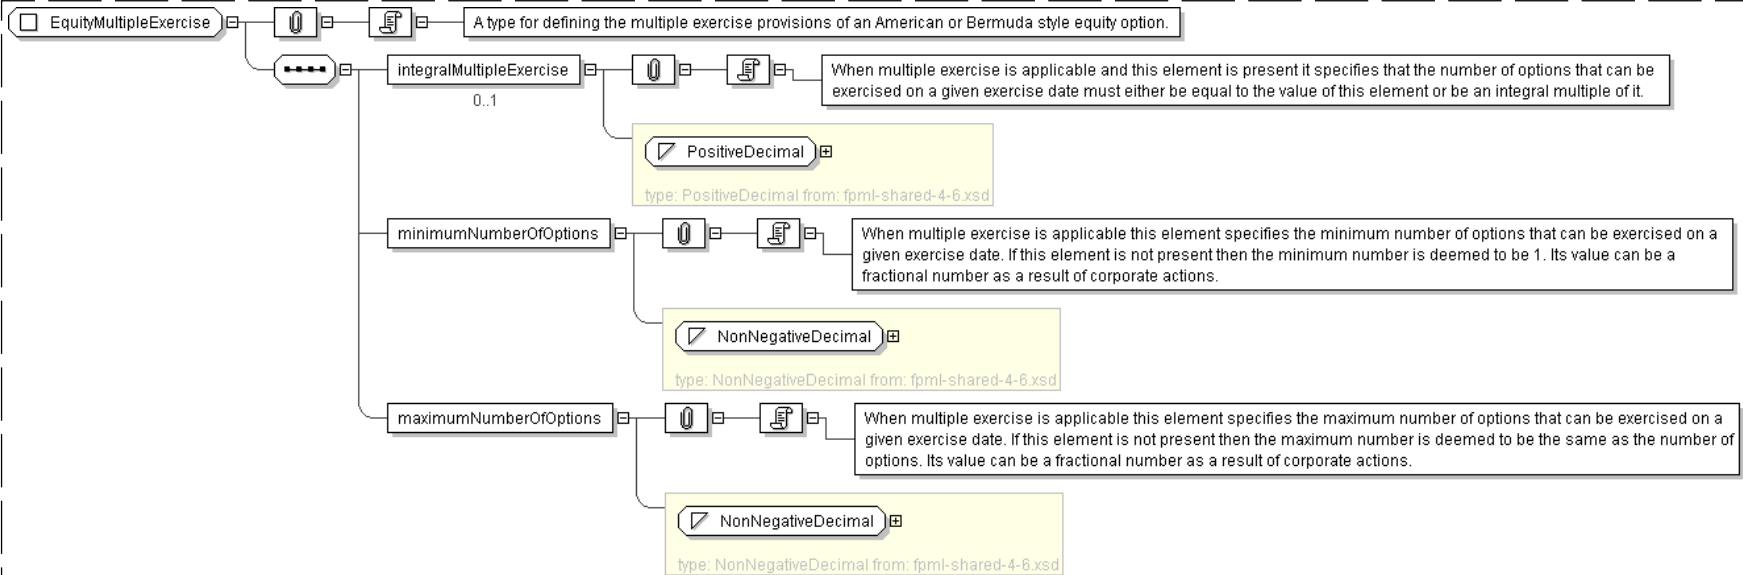 EquityMultipleExercise
A type for defining the multiple exercise provisions of an American or Bermuda style equity option.
integralMultipleExercise
0..1
When multiple exercise is applicable and this element is present it specifies that the number of options that can be
exercised on a given exercise date must either be equal to the value of this element or be an integral multiple of it.
PositiveDecimal
type: PositiveDecimal from: fpml-shared-4-6.xsd
minimumNumberOfOptions
When multiple exercise is applicable this element specifies the minimum number of options that can be exercised on a
given exercise date. If this element is not present then the minimum number is deemed to be 1. Its value can be a
fractional number as a result of corporate actions.
NonNegativeDecimal
type: NonNegativeDecimal from: fpml-shared-4-6.xsd
maximumNumberOfOptions
When multiple exercise is applicable this element specifies the maximum number of options that can be exercised on a
given exercise date. If this element is not present then the maximum number is deemed to be the same as the number of
options. Its value can be a fractional number as a result of corporate actions.
NonNegativeDecimal
type: NonNegativeDecimal from: fpml-shared-4-6.xsd